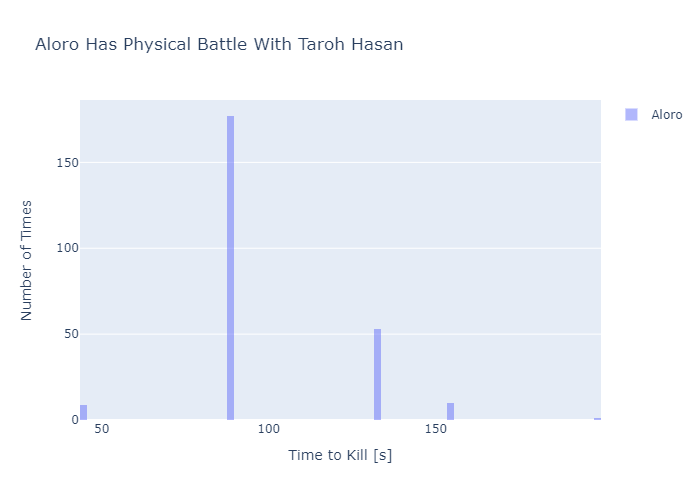 Aloro Has Physical Battle With Taroh Hasan
Aloro
150
100
50
0
Number of Times
50
100
150
Time to Kill [s]